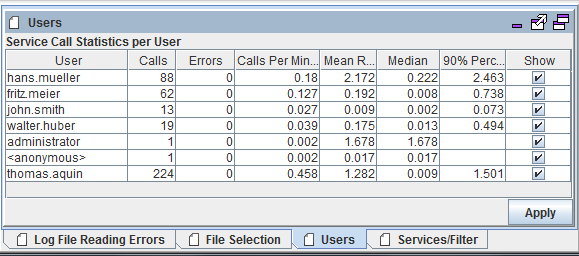 Users
Service Call Statistics per User
User Calls Errors Calls Per Min... Mean R... Median 90% Perc... Show
hans.mueller 88 0 0.18 2.172 0.222 2.463
fritz.meier 62 0 0.127 0.192 0.008 0.738
john.smith 13 0 0.027 0.009 0.002 0.073
walter.huber 19 0 0.039 0.175 0.013 0.494
administrator 1 0 0.002 1.678 1.678
<anonymous> 1 0 0.002 0.017 0.017
thomas.aquin 224 0 0.458 1.282 0.009 1.501
Apply
Log File Reading Errors File Selection Users Services/Filter